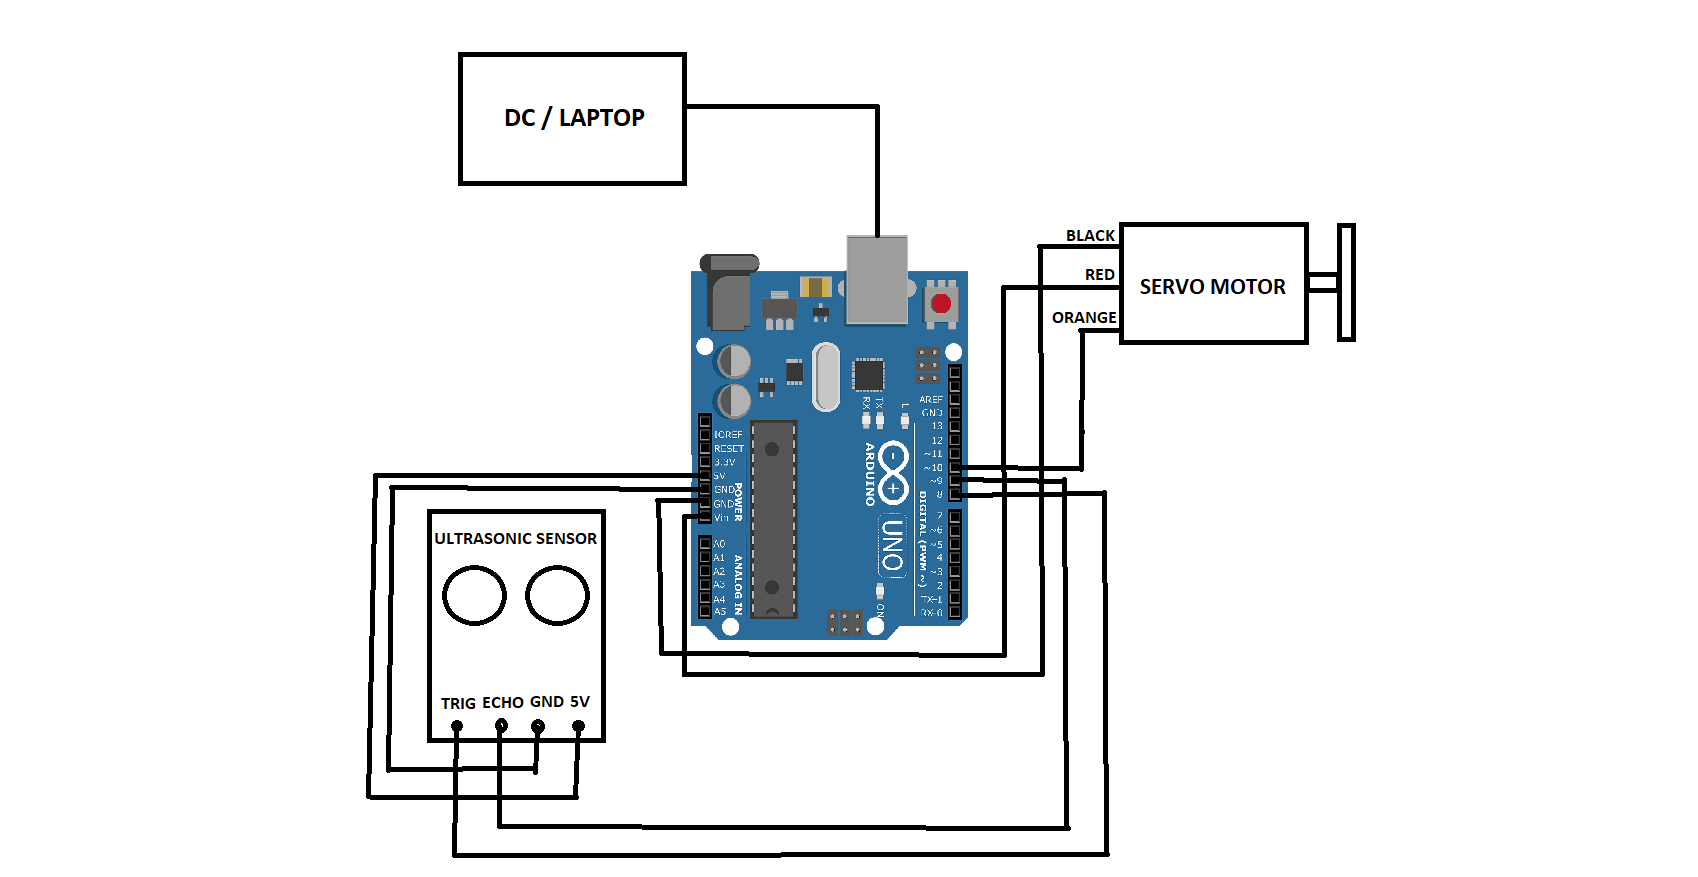 DC / LAPTOP
BLACK
RED
ORANGE
SERVO MOTOR
IOREF
RESET
3.3V
5V
GND
GND
Vin
POWER
A0
A1
A2
A3
A4
A5
ANALOG IN
RX
TX
L
ARDUINO
UNO
ON
AREF
GND
13
12
~11
~10
~9
8
7
~6
~5
4
~3
2
TX→1
RX←0
DIGITAL (PWM ~)
ULTRASONIC SENSOR
TRIG ECHO GND 5V